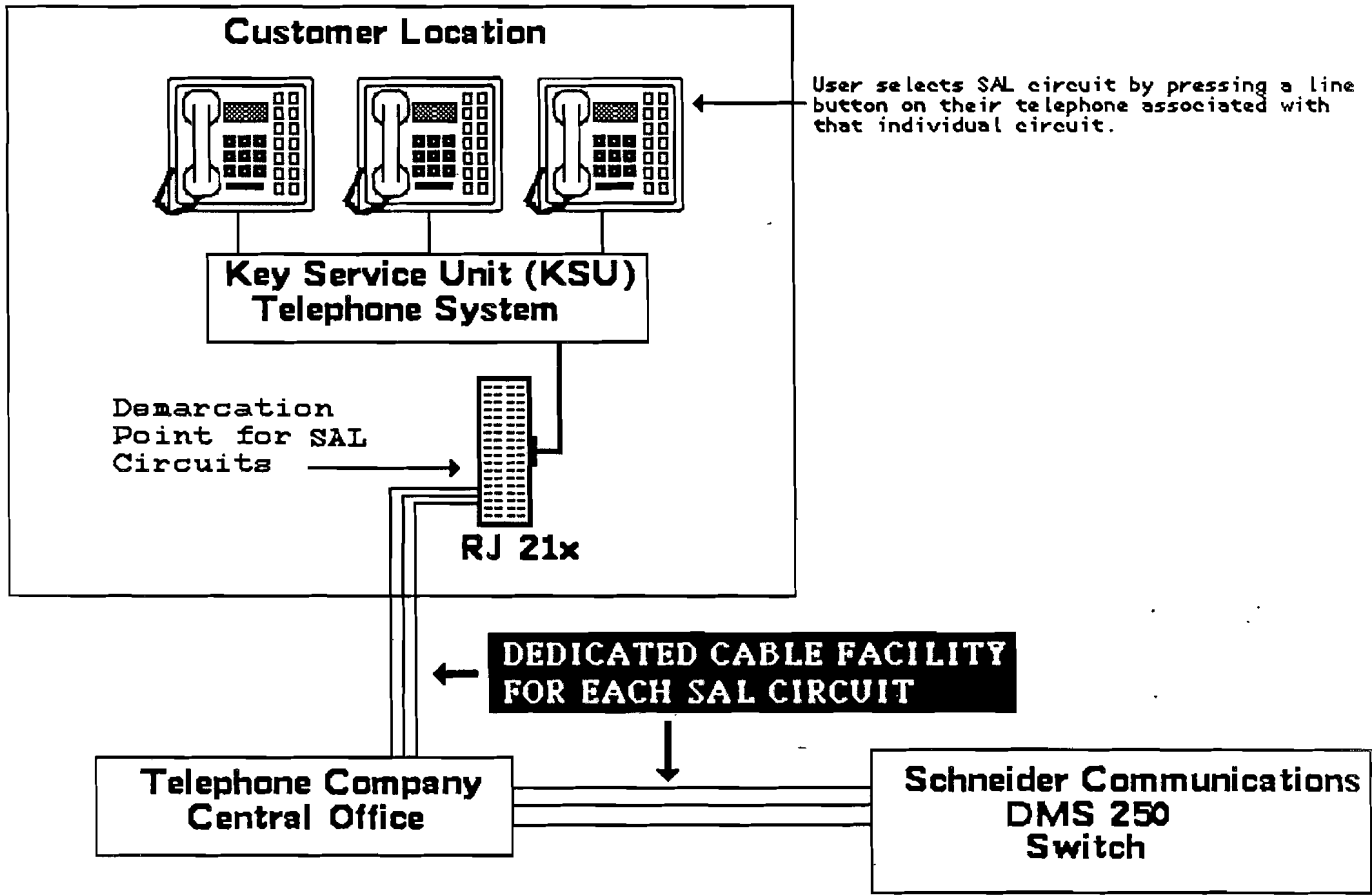 Customer Location
User selects SAL circuit by pressing a line
button on their telephone associated with
that individual circuit.
Key Service Unit (KSU)
Telephone System
Demarcation
Point for SAL
Circuits
RJ 21x
DEDICATED CABLE FACILITY
FOR EACH SAL CIRCUIT
Telephone Company
Central Office
Schneider Communications
DMS 250
Switch